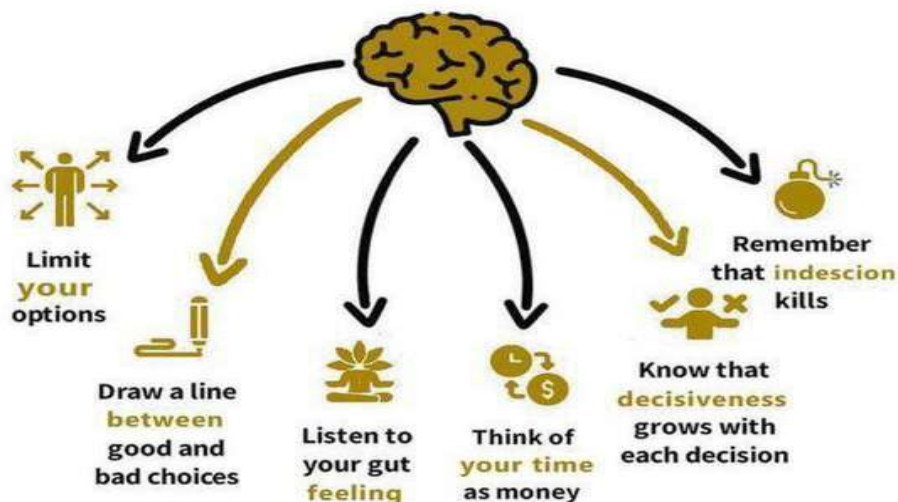 Limit
your
options
Draw a line
between
good and
bad choices
Listen to
your gut
feeling
Think of
your time
as money
Know that
decisiveness
grows with
each decision
Remember
that indescion
kills
$